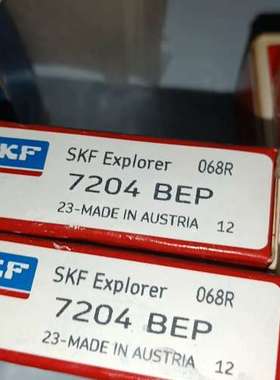 SKF SKF Explorer 068R
7204 BEP
23-MADE IN AUSTRIA 12
SKF SKF Explorer 068R
7204 BEP
23-MADE IN AUSTRIA 12